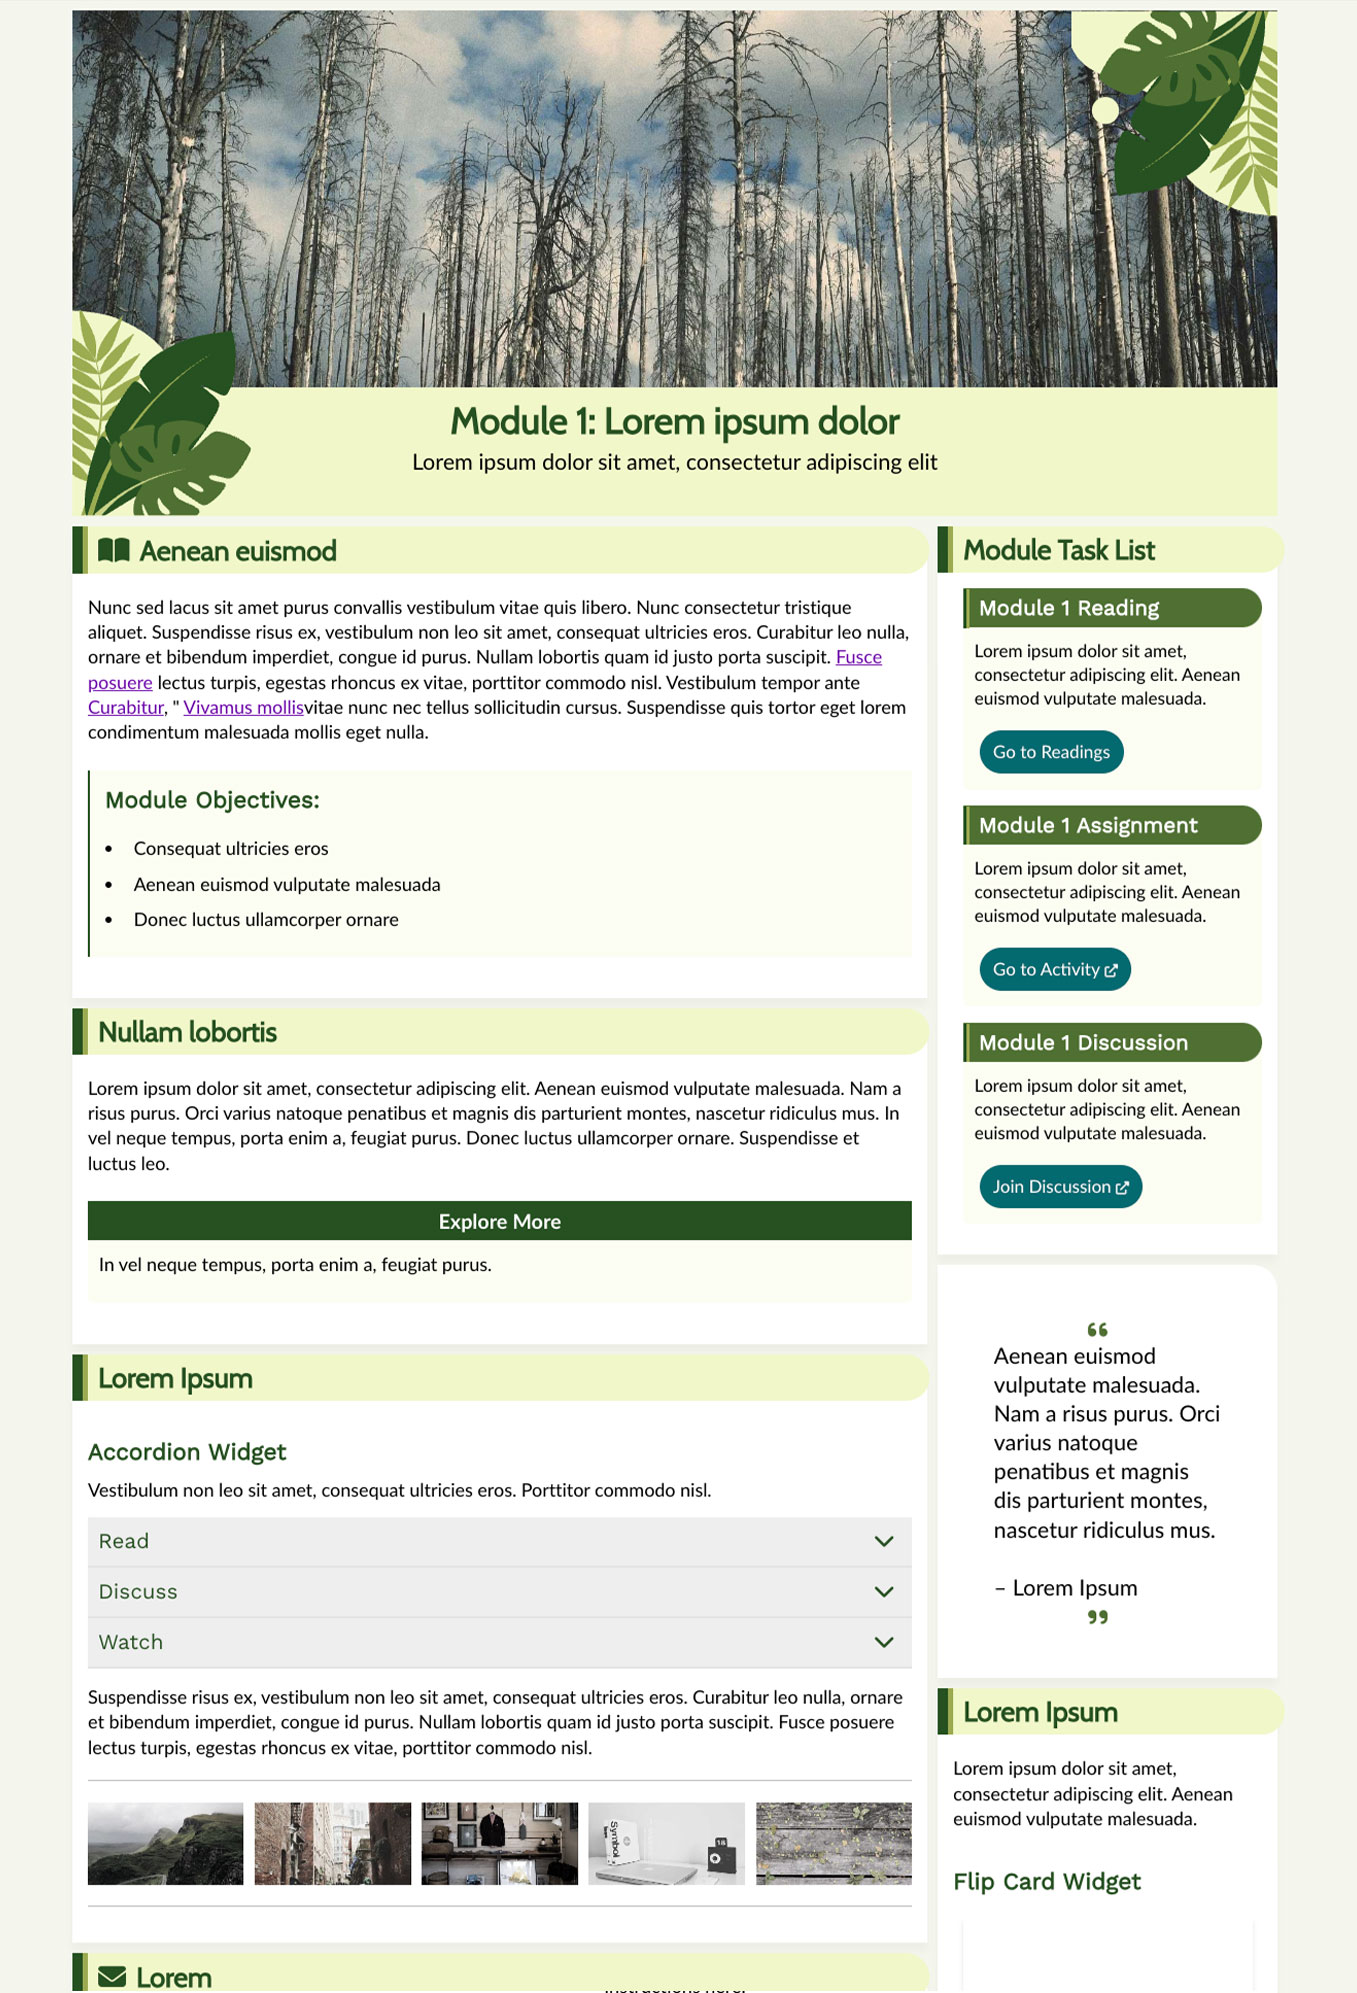 Module 1: Lorem ipsum dolor
Lorem ipsum dolor sit amet, consectetur adipiscing elit
Aenean euismod
Nunc sed lacus sit amet purus convallis vestibulum vitae quis libero. Nunc consectetur tristique
aliquet. Suspendisse risus ex, vestibulum non leo sit amet, consequat ultricies eros. Curabitur leo nulla,
ornare et bibendum imperdiet, congue id purus. Nullam lobortis quam id justo porta suscipit. Fusce
posuere lectus turpis, egestas rhoncus ex vitae, porttitor commodo nisl. Vestibulum tempor ante
Curabitur, " Vivamus mollisvitae nunc nec tellus sollicitudin cursus. Suspendisse quis tortor eget lorem
condimentum malesuada mollis eget nulla.
Module Objectives:
• Consequat ultricies eros
• Aenean euismod vulputate malesuada
• Donec luctus ullamcorper ornare
Nullam lobortis
Lorem ipsum dolor sit amet, consectetur adipiscing elit. Aenean euismod vulputate malesuada. Nam a
risus purus. Orci varius natoque penatibus et magnis dis parturient montes, nascetur ridiculus mus. In
vel neque tempus, porta enim a, feugiat purus. Donec luctus ullamcorper ornare. Suspendisse et
luctus leo.
Explore More
In vel neque tempus, porta enim a, feugiat purus.
Lorem Ipsum
Accordion Widget
Vestibulum non leo sit amet, consequat ultricies eros. Porttitor commodo nisl.
Read
Discuss
Watch
Suspendisse risus ex, vestibulum non leo sit amet, consequat ultricies eros. Curabitur leo nulla, ornare
et bibendum imperdiet, congue id purus. Nullam lobortis quam id justo porta suscipit. Fusce posuere
lectus turpis, egestas rhoncus ex vitae, porttitor commodo nisl.
Symbol
18
Lorem
Module Task List
Module 1 Reading
Lorem ipsum dolor sit amet,
consectetur adipiscing elit. Aenean
euismod vulputate malesuada.
Go to Readings
Module 1 Assignment
Lorem ipsum dolor sit amet,
consectetur adipiscing elit. Aenean
euismod vulputate malesuada.
Go to Activity
Module 1 Discussion
Lorem ipsum dolor sit amet,
consectetur adipiscing elit. Aenean
euismod vulputate malesuada.
Join Discussion
“
Aenean euismod
vulputate malesuada.
Nam a risus purus. Orci
varius natoque
penatibus et magnis
dis parturient montes,
nascetur ridiculus mus.
– Lorem Ipsum
”
Lorem Ipsum
Lorem ipsum dolor sit amet,
consectetur adipiscing elit. Aenean
euismod vulputate malesuada.
Flip Card Widget